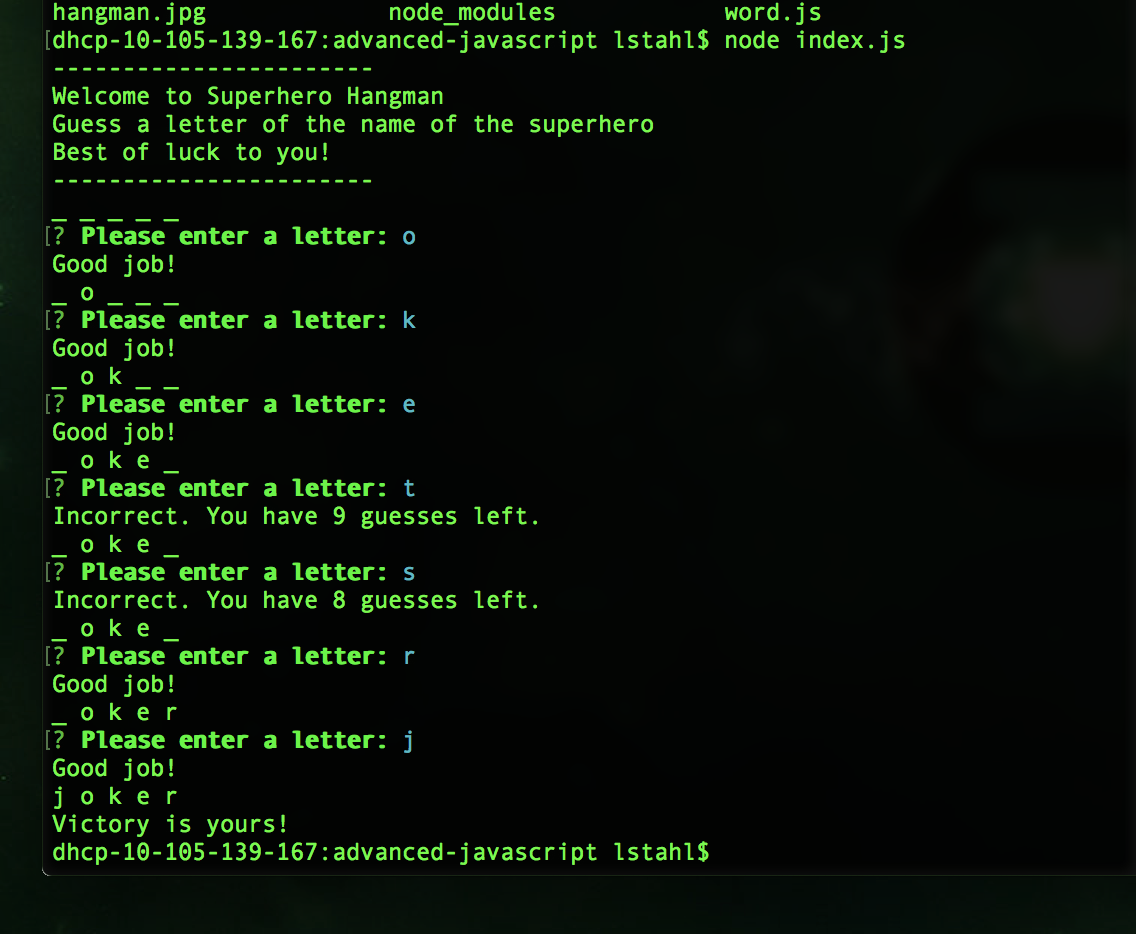 hangman.jpg node_modules word.js
[dhcp-10-105-139-167:advanced-javascript lstahl$ node index.js
-----------------------
Welcome to Superhero Hangman
Guess a letter of the name of the superhero
Best of luck to you!
-----------------------
_ _ _ _ _
[? Please enter a letter: o
Good job!
_ o _ _ _
[? Please enter a letter: k
Good job!
_ o k _ _
[? Please enter a letter: e
Good job!
_ o k e _
[? Please enter a letter: t
Incorrect. You have 9 guesses left.
_ o k e _
[? Please enter a letter: s
Incorrect. You have 8 guesses left.
_ o k e _
[? Please enter a letter: r
Good job!
_ o k e r
[? Please enter a letter: j
Good job!
j o k e r
Victory is yours!
dhcp-10-105-139-167:advanced-javascript lstahl$